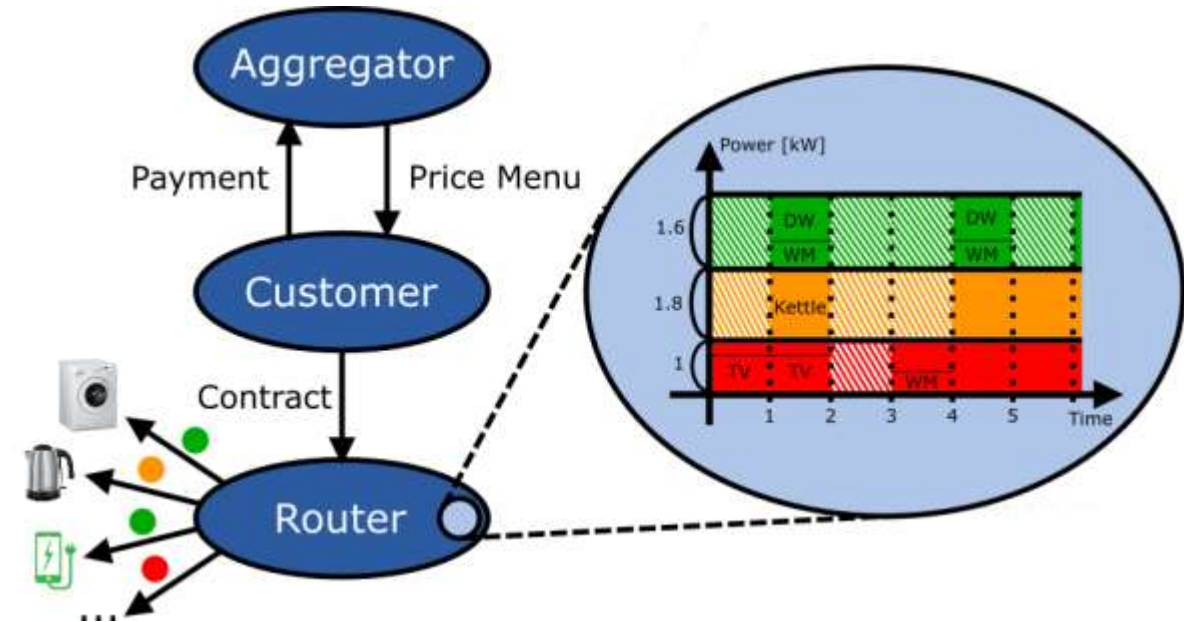 Aggregator
Payment
Price Menu
Customer
Contract
Router
...
Power [kW]
1.6
DW
DW
WM
WM
1.8
Kettle
1
TV
TV
WM
1
2
3
4
5
Time